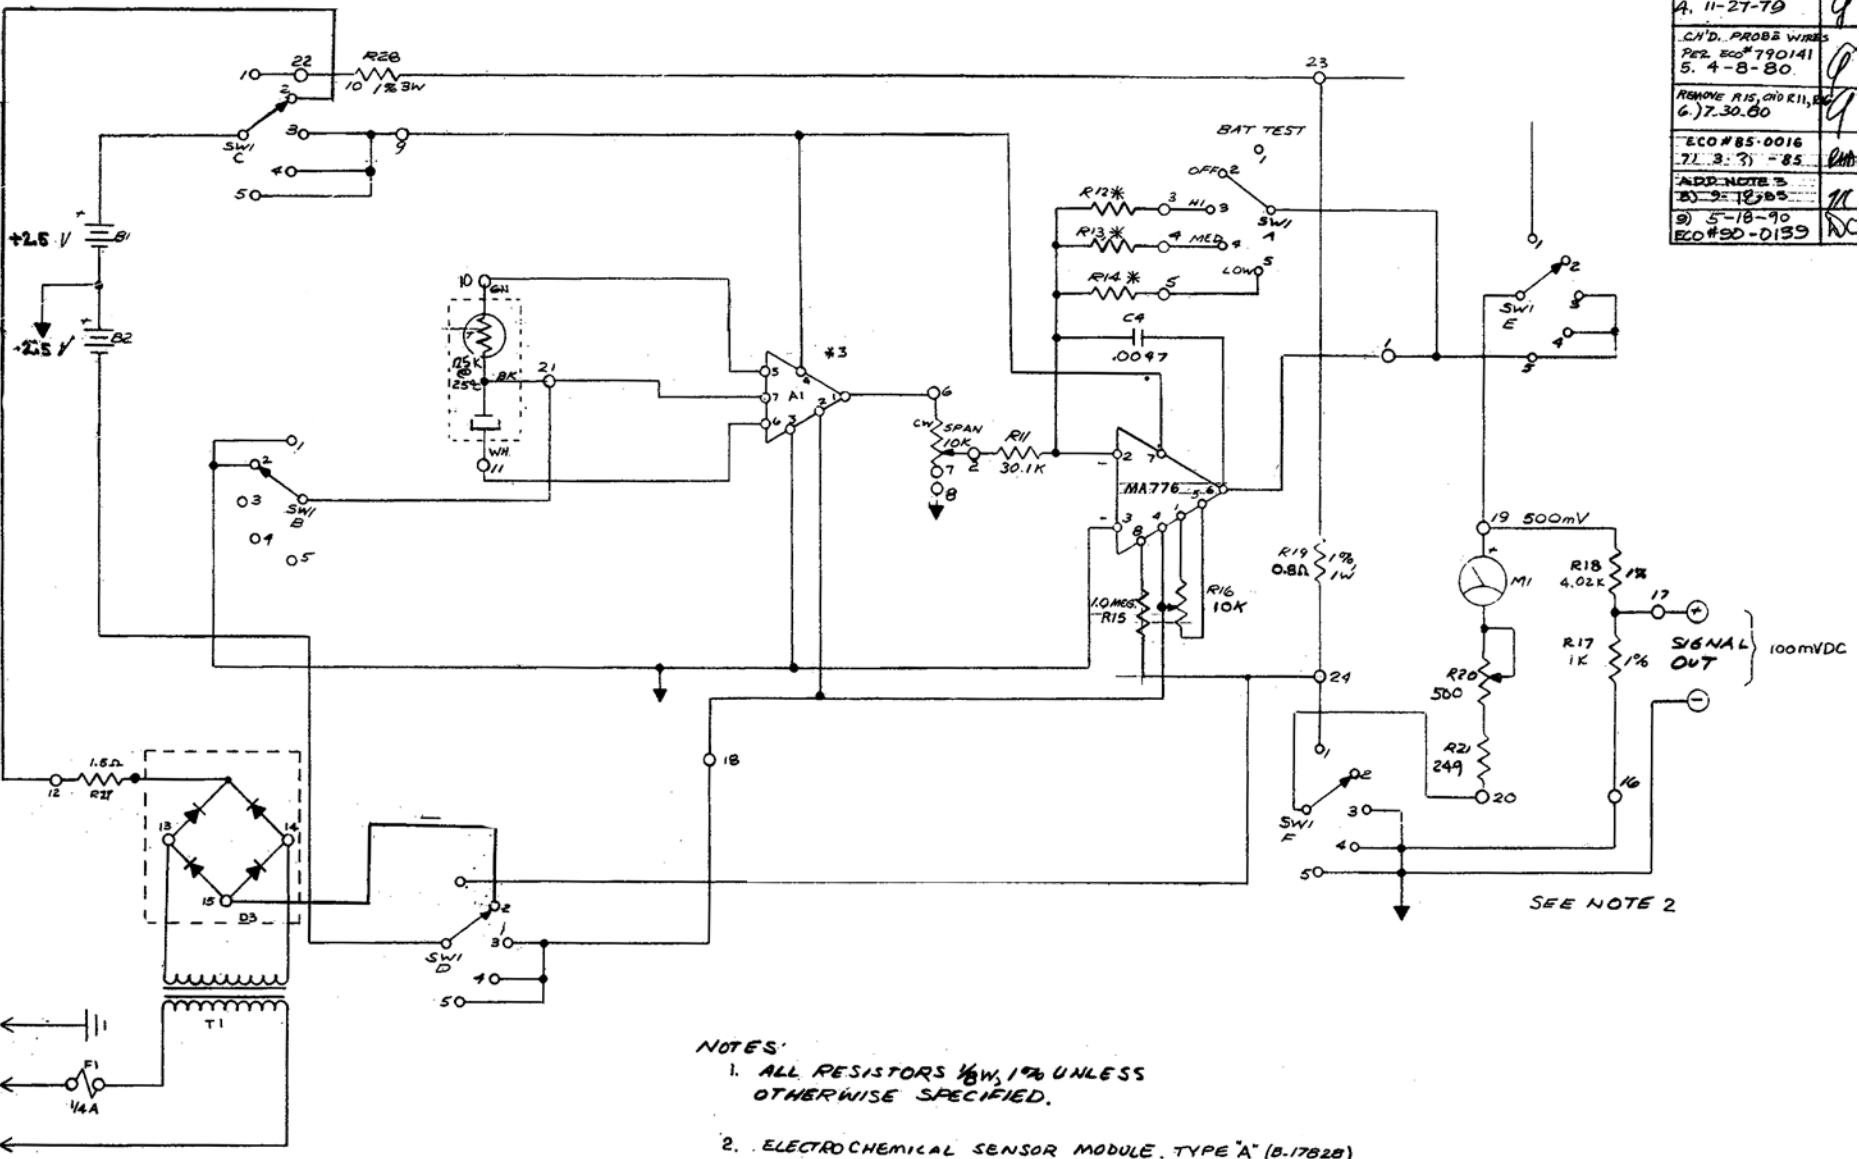 4. 11-27-79
CH'D. PROBE WIRES
PER ECO# 790141
5. 4-8-80
REMOVE R15, CH'D R11,
6.) 7-30-80
ECO #85-0016
ADD NOTE 3
9) 5-18-90
ECO #90-0139
1
22
R28
10 1% 3W
2
3
9
4
5
SW1
C
23
BAT TEST
1
OFF 2
R12*
3
HI
3
R13*
4
MED
4
R14*
5
LOW
5
SW1
A
C4
.0047
+
+2.5 V
B1
+
-2.5 V
B2
10
GN
T
125K
@
25¢
BK
21
WH
11
*3
5
7
6
A1
4
3
2
1
6
CW
SPAN
10K
7
8
2
R11
30.1K
-
2
7
MA776
5
6
1
4
8
-
3
1
1
2
3
4
5
SW1
E
1
2
3
4
5
SW1
B
R19
0.8Ω
1%
1W
1.0 MEG.
R15
R16
10K
24
19
500mV
+
M1
R18
4.02K
1%
17
+
SIGNAL
OUT
100mVDC
R17
1K
1%
-
R20
500
R21
249
20
16
18
1
2
3
4
5
SW1
F
SEE NOTE 2
12
1.5Ω
13
14
15
D3
2
1
3
4
5
SW1
D
T1
F1
1/4A
NOTES:
1. ALL RESISTORS 1/8W, 1% UNLESS
OTHERWISE SPECIFIED.
2. ELECTROCHEMICAL SENSOR MODULE. TYPE "A" (B-17828)